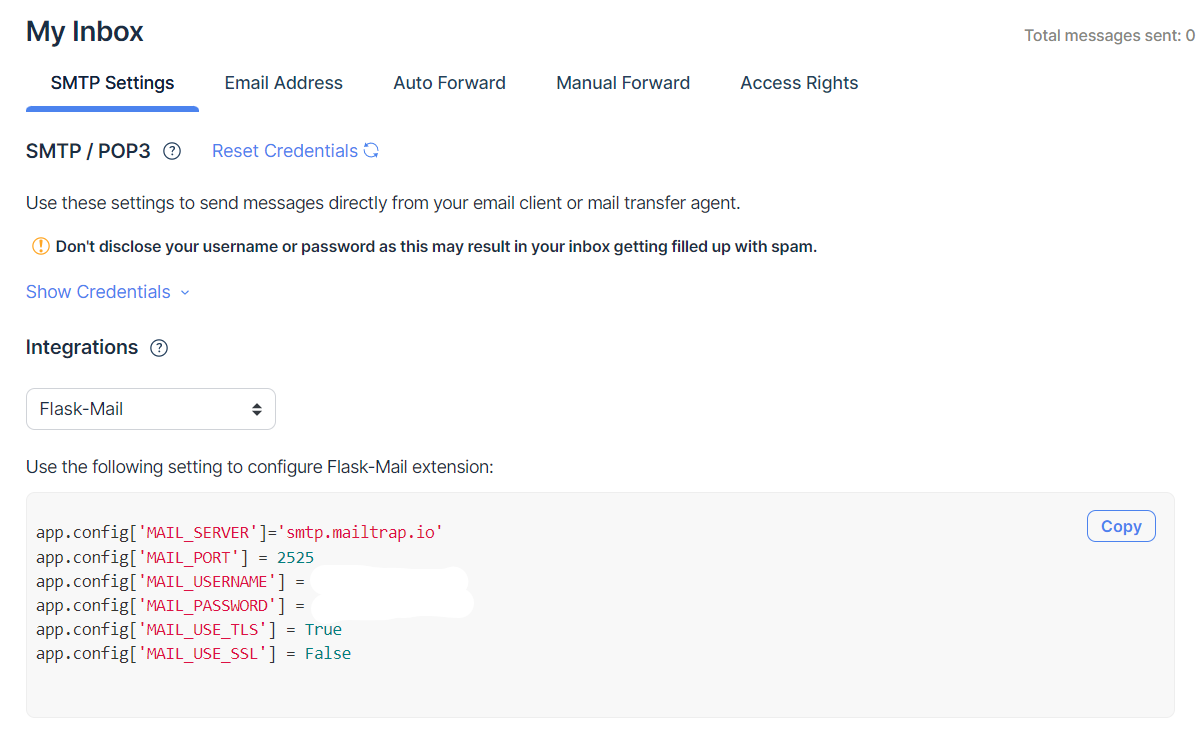 My Inbox
Total messages sent: 0
SMTP Settings Email Address Auto Forward Manual Forward Access Rights
SMTP / POP3 ? Reset Credentials
Use these settings to send messages directly from your email client or mail transfer agent.
Don't disclose your username or password as this may result in your inbox getting filled up with spam.
Show Credentials
Integrations ?
Flask-Mail
Use the following setting to configure Flask-Mail extension:
Copy
app.config['MAIL_SERVER']='smtp.mailtrap.io'
app.config['MAIL_PORT'] = 2525
app.config['MAIL_USERNAME'] =
app.config['MAIL_PASSWORD'] =
app.config['MAIL_USE_TLS'] = True
app.config['MAIL_USE_SSL'] = False